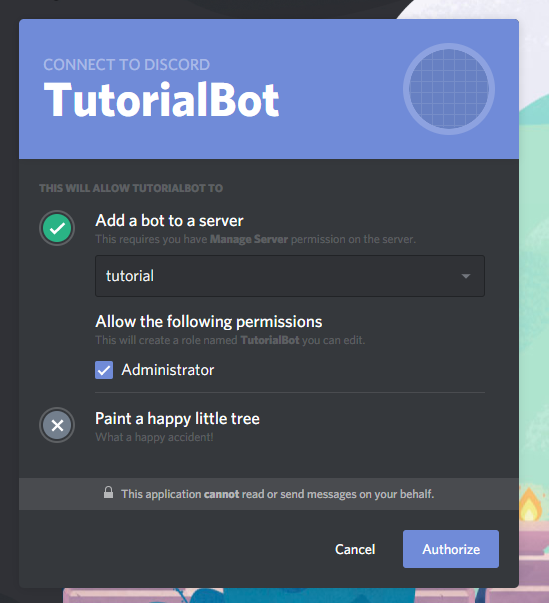 CONNECT TO DISCORD
TutorialBot
THIS WILL ALLOW TUTORIALBOT TO
Add a bot to a server
This requires you have Manage Server permission on the server.
tutorial
Allow the following permissions
This will create a role named TutorialBot you can edit.
Administrator
Paint a happy little tree
What a happy accident!
This application cannot read or send messages on your behalf.
Cancel
Authorize